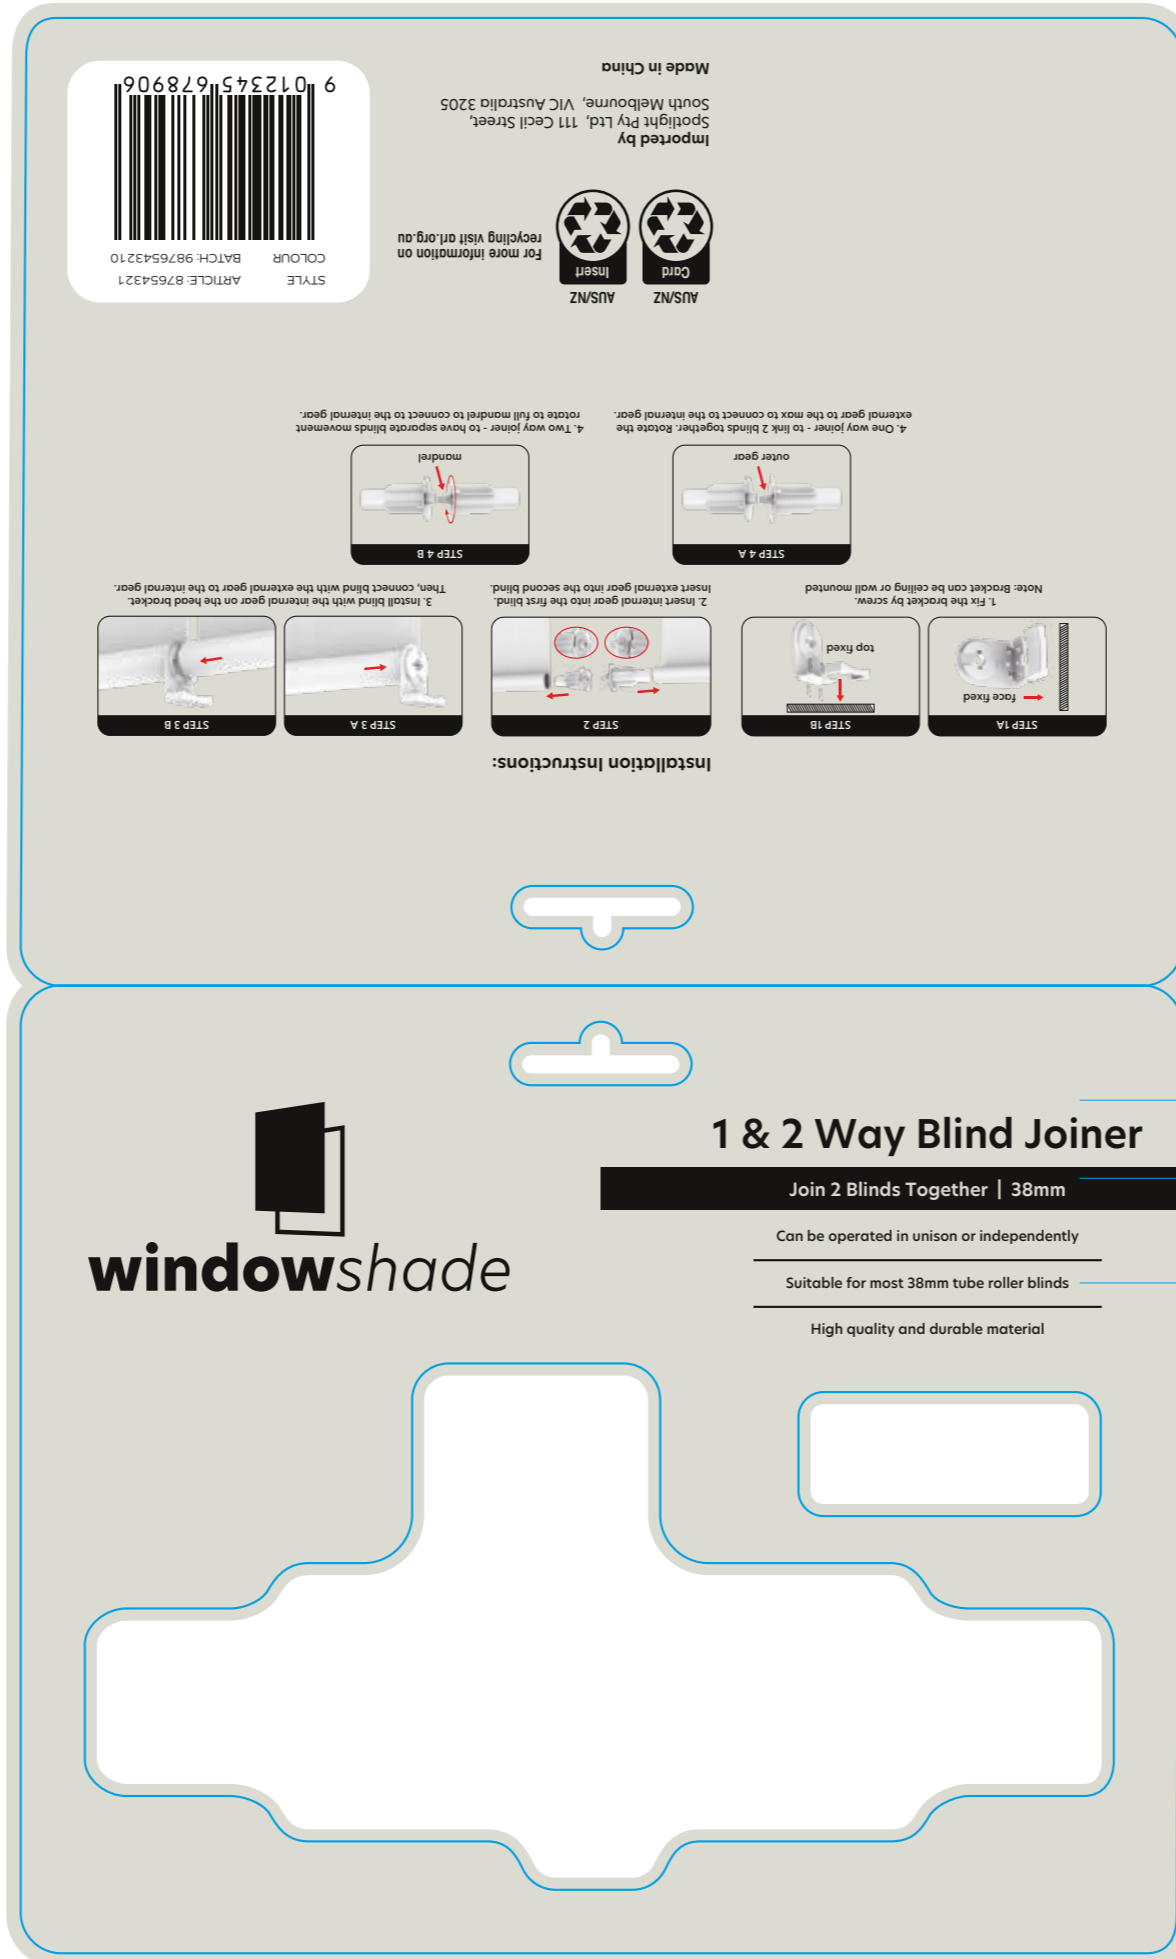 1 & 2 Way Blind Joiner
Join 2 Blinds Together | 38mm
Can be operated in unison or independently
Suitable for most 38mm tube roller blinds
High quality and durable material
windowshade
Installation Instructions:
STEP 1A
face fixed
STEP 1B
top fixed
1. Fix the bracket by screw.
Note: Bracket can be ceiling or wall mounted
STEP 2
2. Insert internal gear into the first blind.
Insert external gear into the second blind.
STEP 3 A
STEP 3 B
3. Install blind with the internal gear on the head bracket.
Then, connect blind with the external gear to the internal gear.
STEP 4 A
outer gear
4. One way joiner - to link 2 blinds together. Rotate the
external gear to the max to connect to the internal gear.
STEP 4 B
mandrel
4. Two way joiner - to have separate blinds movement
rotate to full mandrel to connect to the internal gear.
AUS/NZ
Card
AUS/NZ
Insert
For more information on
recycling visit arl.org.au
Imported by
Spotlight Pty Ltd, 111 Cecil Street,
South Melbourne, VIC Australia 3205
Made in China
STYLE ARTICLE: 87654321
COLOUR BATCH: 9876543210
9 012345 678906